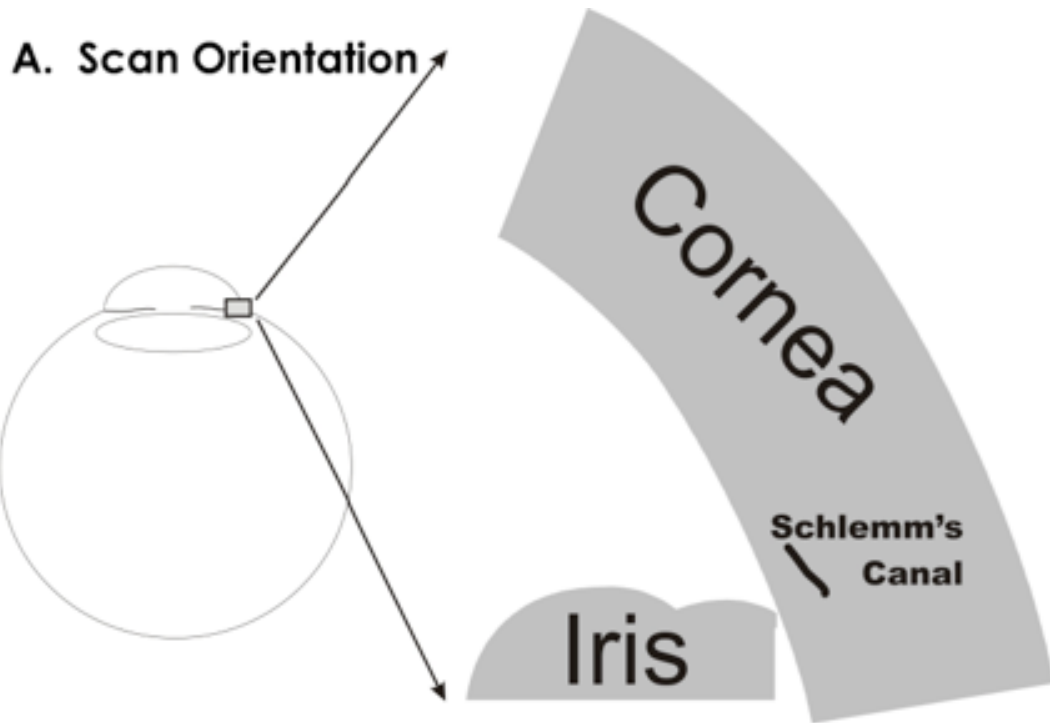 A. Scan Orientation
Cornea
Schlemm's
Canal
Iris